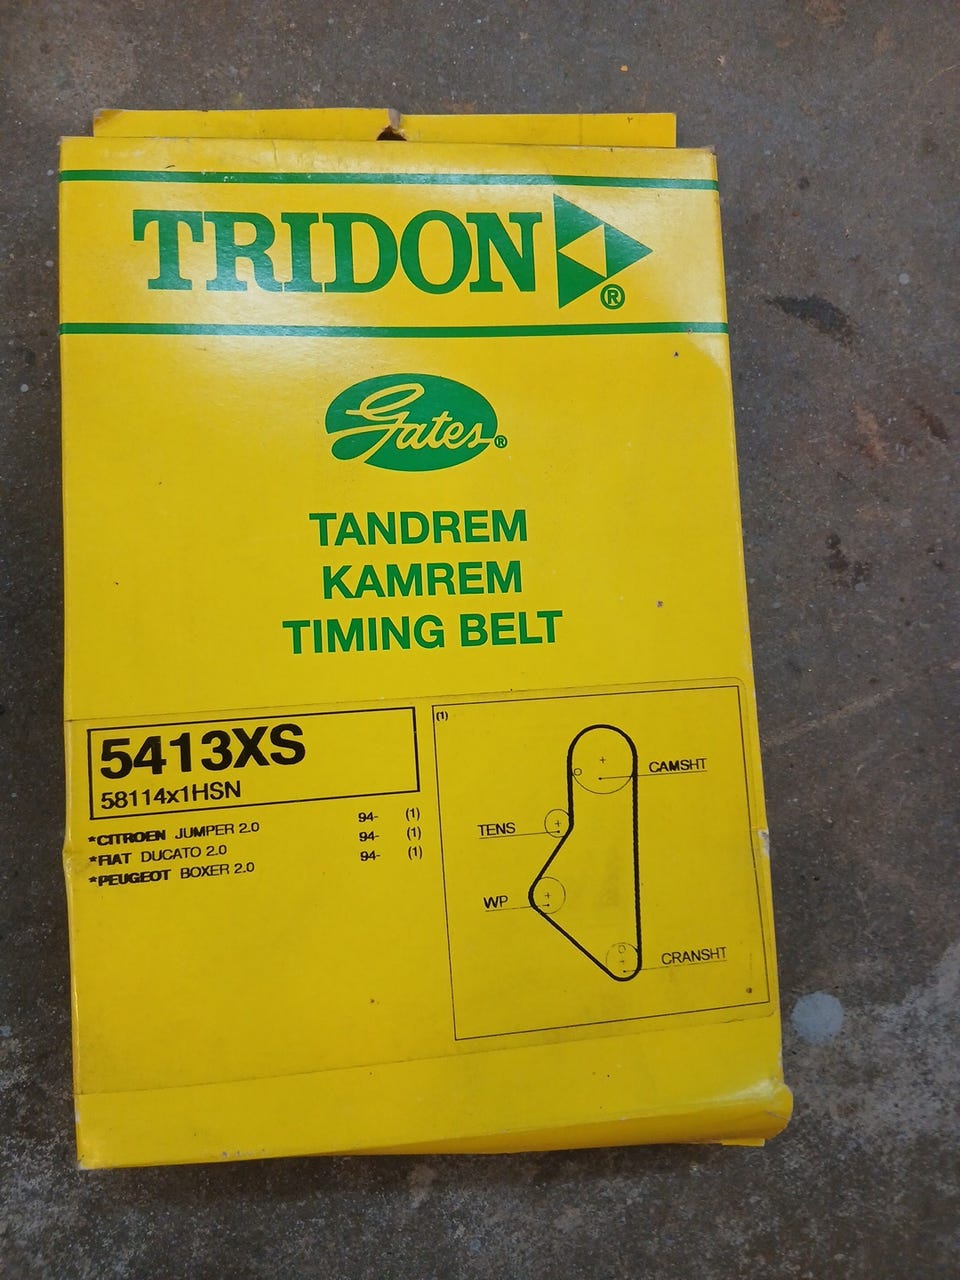 TRIDON ®
Gates ®
TANDREM
KAMREM
TIMING BELT
5413XS
58114x1HSN
*CITROEN JUMPER 2.0 94- (1)
*FIAT DUCATO 2.0 94- (1)
*PEUGEOT BOXER 2.0 94- (1)
(1)
CAMSHT
TENS
WP
CRANSHT